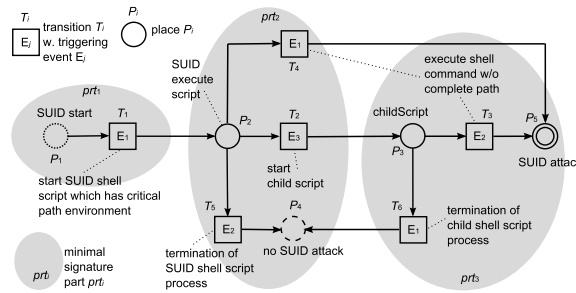 Ti
Ej
transition Ti
w. triggering
event Ej
Pi
place Pi
prt1
SUID start
P1
T1
E1
start SUID shell
script which has critical
path environment
prt2
SUID
execute
script
P2
E1
T4
T2
E3
start
child script
T5
E2
termination of
SUID shell script
process
P4
no SUID attack
execute shell
command w/o
complete path
childScript
P3
T3
E2
P5
SUID attac
T6
E1
termination of
child shell script
process
prt3
prti
minimal
signature
part prti